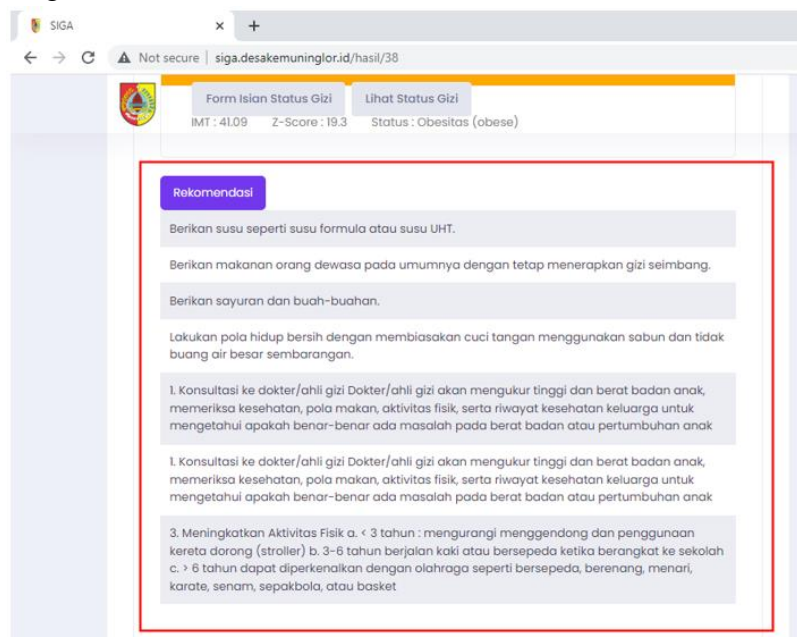 SIGA
Not secure | siga.desakemuninglor.id/hasil/38
Form Isian Status Gizi Lihat Status Gizi
IMT : 41.09 Z-Score : 19.3 Status : Obesitas (obese)
Rekomendasi
Berikan susu seperti susu formula atau susu UHT.
Berikan makanan orang dewasa pada umumnya dengan tetap menerapkan gizi seimbang.
Berikan sayuran dan buah-buahan.
Lakukan pola hidup bersih dengan membiasakan cuci tangan menggunakan sabun dan tidak
buang air besar sembarangan.
1. Konsultasi ke dokter/ahli gizi Dokter/ahli gizi akan mengukur tinggi dan berat badan anak,
memeriksa kesehatan, pola makan, aktivitas fisik, serta riwayat kesehatan keluarga untuk
mengetahui apakah benar-benar ada masalah pada berat badan atau pertumbuhan anak
1. Konsultasi ke dokter/ahli gizi Dokter/ahli gizi akan mengukur tinggi dan berat badan anak,
memeriksa kesehatan, pola makan, aktivitas fisik, serta riwayat kesehatan keluarga untuk
mengetahui apakah benar-benar ada masalah pada berat badan atau pertumbuhan anak
3. Meningkatkan Aktivitas Fisik a. < 3 tahun : mengurangi menggendong dan penggunaan
kereta dorong (stroller) b. 3-6 tahun berjalan kaki atau bersepeda ketika berangkat ke sekolah
c. > 6 tahun dapat diperkenalkan dengan olahraga seperti bersepeda, berenang, menari,
karate, senam, sepakbola, atau basket